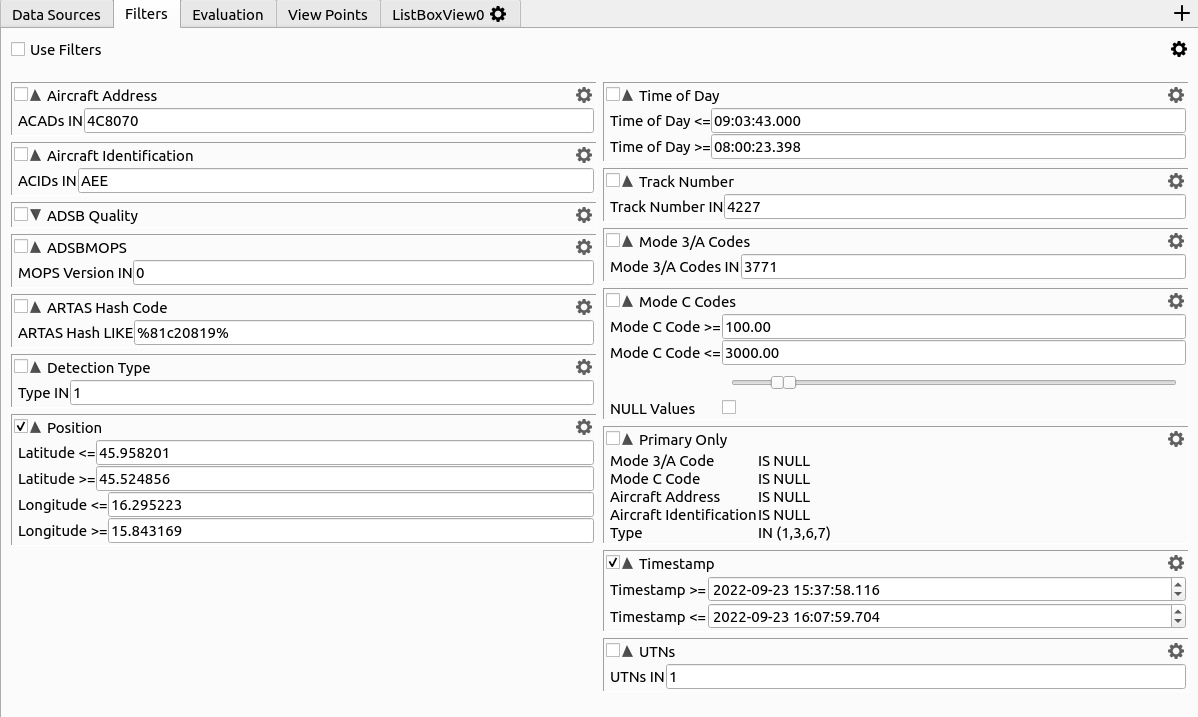 Data Sources Filters Evaluation View Points ListBoxView0
Use Filters
Aircraft Address
ACADs IN 4C8070
Aircraft Identification
ACIDs IN AEE
ADSB Quality
ADSBMOPS
MOPS Version IN 0
ARTAS Hash Code
ARTAS Hash LIKE %81c20819%
Detection Type
Type IN 1
Position
Latitude <= 45.958201
Latitude >= 45.524856
Longitude <= 16.295223
Longitude >= 15.843169
Time of Day
Time of Day <= 09:03:43.000
Time of Day >= 08:00:23.398
Track Number
Track Number IN 4227
Mode 3/A Codes
Mode 3/A Codes IN 3771
Mode C Codes
Mode C Code >= 100.00
Mode C Code <= 3000.00
NULL Values
Primary Only
Mode 3/A Code IS NULL
Mode C Code IS NULL
Aircraft Address IS NULL
Aircraft Identification IS NULL
Type IN (1,3,6,7)
Timestamp
Timestamp >= 2022-09-23 15:37:58.116
Timestamp <= 2022-09-23 16:07:59.704
UTNs
UTNs IN 1